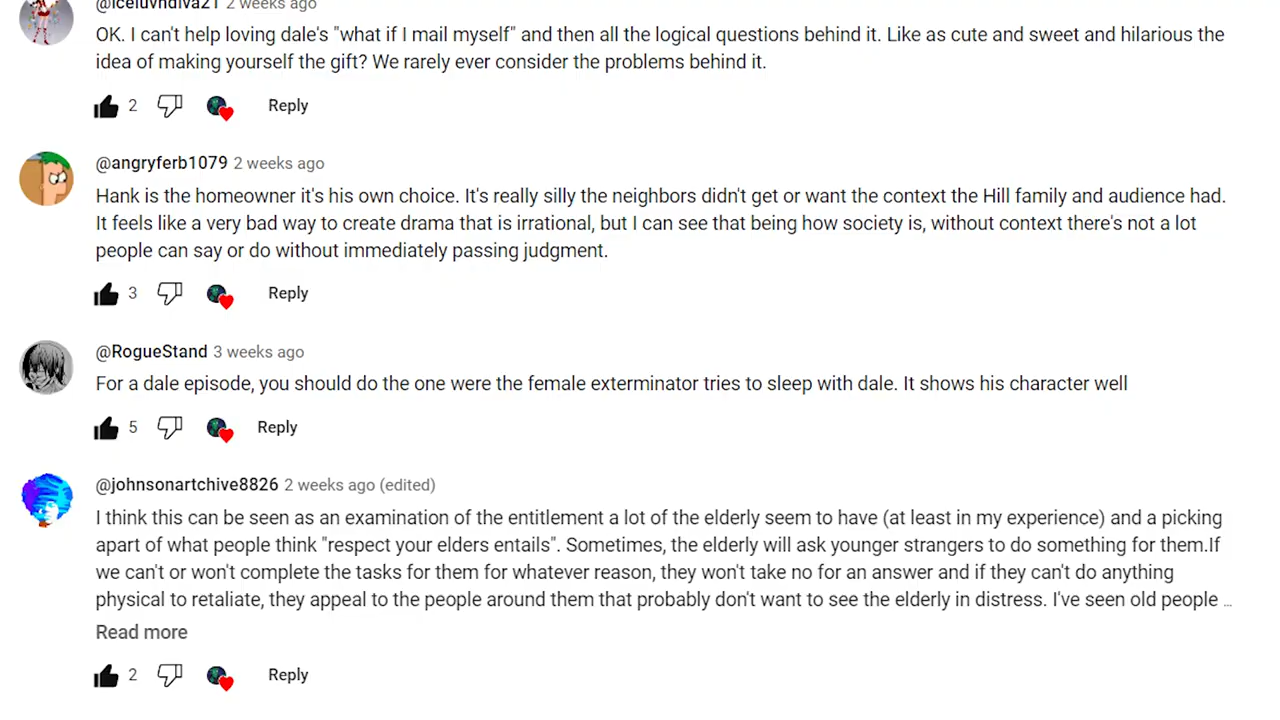 @iceluvndiva21 2 weeks ago
OK. I can't help loving dale's "what if I mail myself" and then all the logical questions behind it. Like as cute and sweet and hilarious the
idea of making yourself the gift? We rarely ever consider the problems behind it.
2 Reply
@angryferb1079 2 weeks ago
Hank is the homeowner it's his own choice. It's really silly the neighbors didn't get or want the context the Hill family and audience had.
It feels like a very bad way to create drama that is irrational, but I can see that being how society is, without context there's not a lot
people can say or do without immediately passing judgment.
3 Reply
@RogueStand 3 weeks ago
For a dale episode, you should do the one were the female exterminator tries to sleep with dale. It shows his character well
5 Reply
@johnsonartchive8826 2 weeks ago (edited)
I think this can be seen as an examination of the entitlement a lot of the elderly seem to have (at least in my experience) and a picking
apart of what people think "respect your elders entails". Sometimes, the elderly will ask younger strangers to do something for them.If
we can't or won't complete the tasks for them for whatever reason, they won't take no for an answer and if they can't do anything
physical to retaliate, they appeal to the people around them that probably don't want to see the elderly in distress. I've seen old people ...
Read more
2 Reply